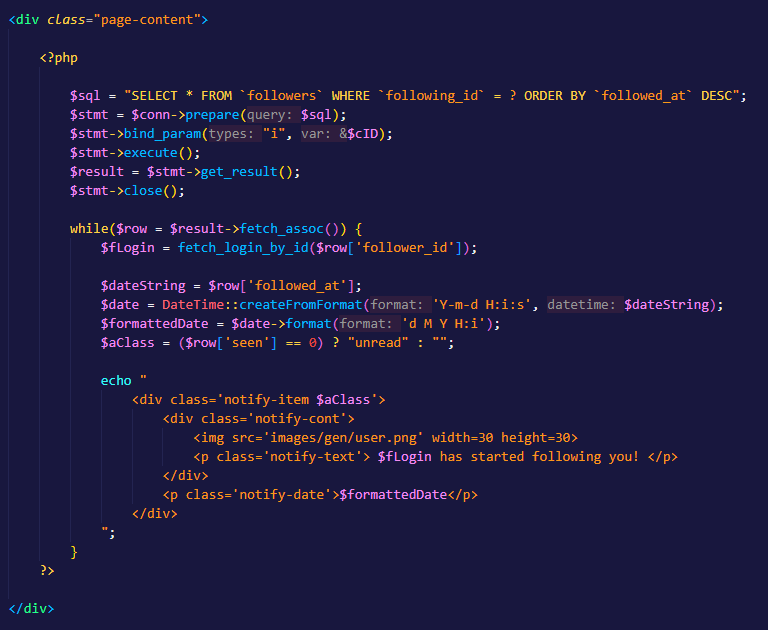 <div class="page-content">
<?php
$sql = "SELECT * FROM `followers` WHERE `following_id` = ? ORDER BY `followed_at` DESC";
$stmt = $conn->prepare(query: $sql);
$stmt->bind_param(types: "i", var: &$cID);
$stmt->execute();
$result = $stmt->get_result();
$stmt->close();
while($row = $result->fetch_assoc()) {
$fLogin = fetch_login_by_id($row['follower_id']);
$dateString = $row['followed_at'];
$date = DateTime::createFromFormat(format: 'Y-m-d H:i:s', datetime: $dateString);
$formattedDate = $date->format(format: 'd M Y H:i');
$aClass = ($row['seen'] == 0) ? "unread" : "";
echo "
<div class='notify-item $aClass'>
<div class='notify-cont'>
<img src='images/gen/user.png' width=30 height=30>
<p class='notify-text'> $fLogin has started following you! </p>
</div>
<p class='notify-date'>$formattedDate</p>
</div>
";
}
?>
</div>